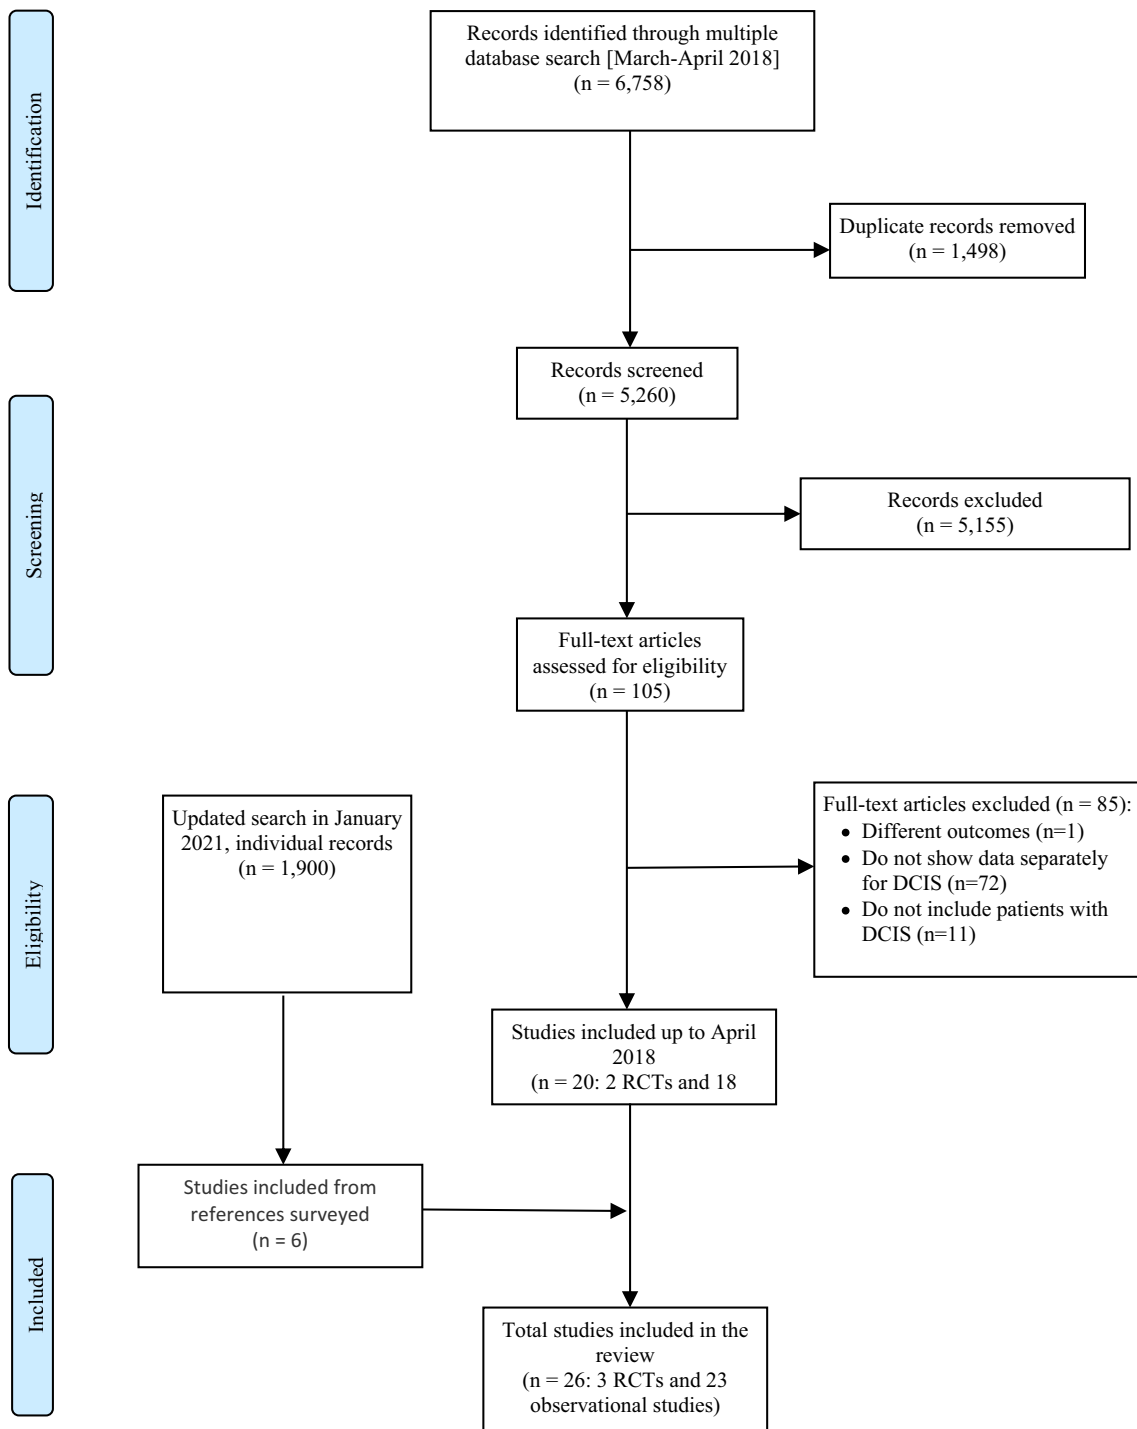 Identification
Records identified through multiple
database search [March-April 2018]
(n = 6,758)
Duplicate records removed
(n = 1,498)
Records screened
(n = 5,260)
Screening
Records excluded
(n = 5,155)
Full-text articles
assessed for eligibility
(n = 105)
Eligibility
Updated search in January
2021, individual records
(n = 1,900)
Full-text articles excluded (n = 85):
• Different outcomes (n=1)
• Do not show data separately
for DCIS (n=72)
• Do not include patients with
DCIS (n=11)
Studies included up to April
2018
(n = 20: 2 RCTs and 18
Included
Studies included from
references surveyed
(n = 6)
Total studies included in the
review
(n = 26: 3 RCTs and 23
observational studies)